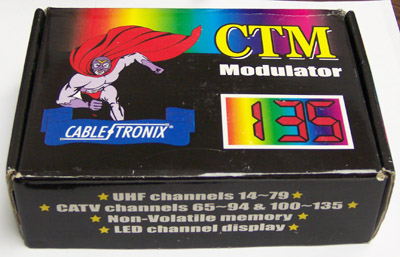 CTM
Modulator
135
CABLETRONIX®
★ UHF channels 14~79 ★
★ CATV channels 65~94 & 100~135 ★
★ Non-Volatile memory ★
★ LED channel display ★